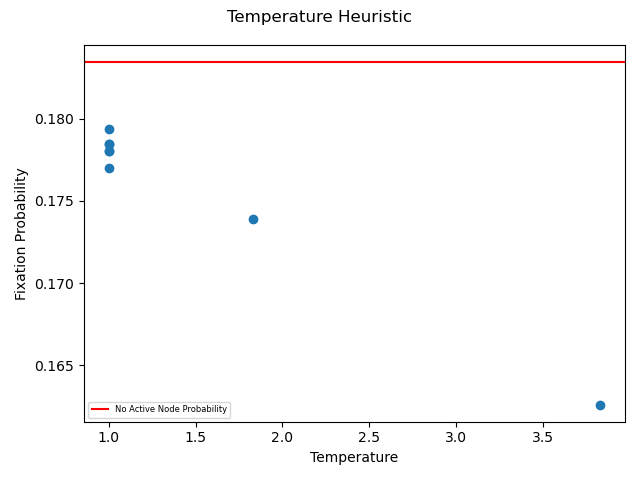 Temperature Heuristic
Fixation Probability
0.180
0.175
0.170
0.165
No Active Node Probability
1.0 1.5 2.0 2.5 3.0 3.5
Temperature